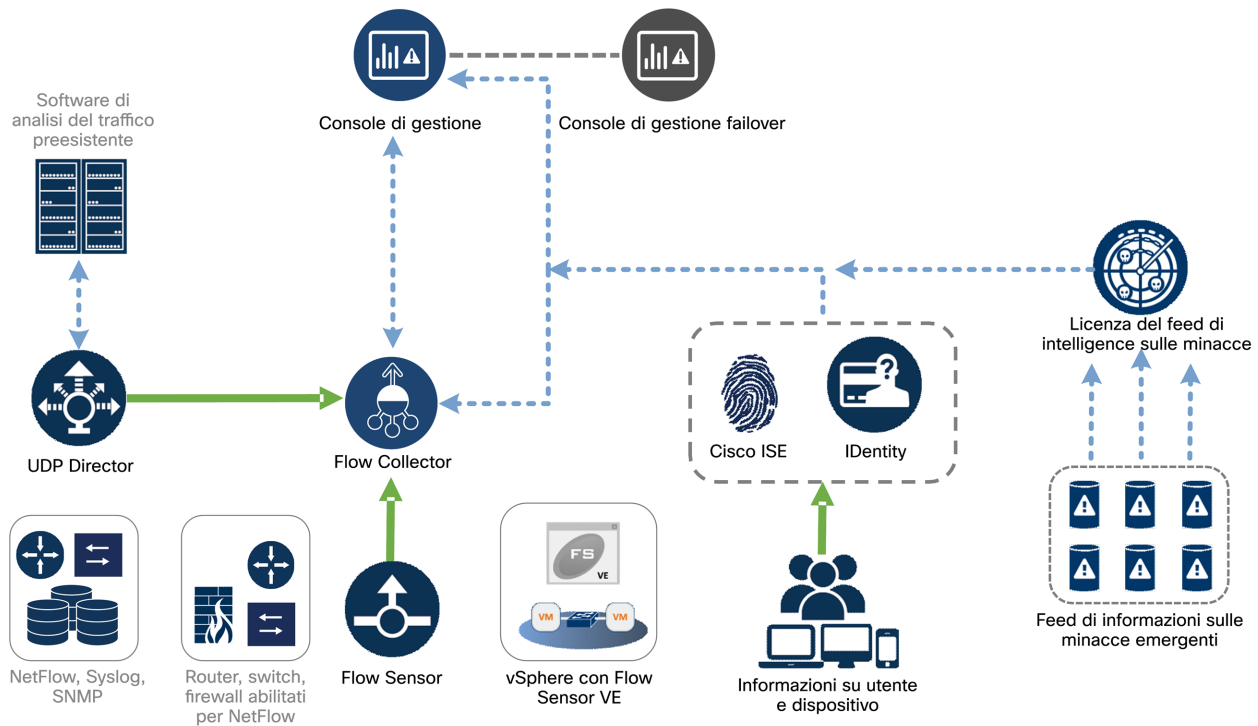 Console di gestione
Console di gestione failover
Software di
analisi del traffico
preesistente
Licenza del feed di
intelligence sulle minacce
UDP Director
Flow Collector
Cisco ISE
?
IDentity
NetFlow, Syslog,
SNMP
Router, switch,
firewall abilitati
per NetFlow
Flow Sensor
FS
VE
VM
VM
vSphere con Flow
Sensor VE
Informazioni su utente
e dispositivo
Feed di informazioni sulle
minacce emergenti